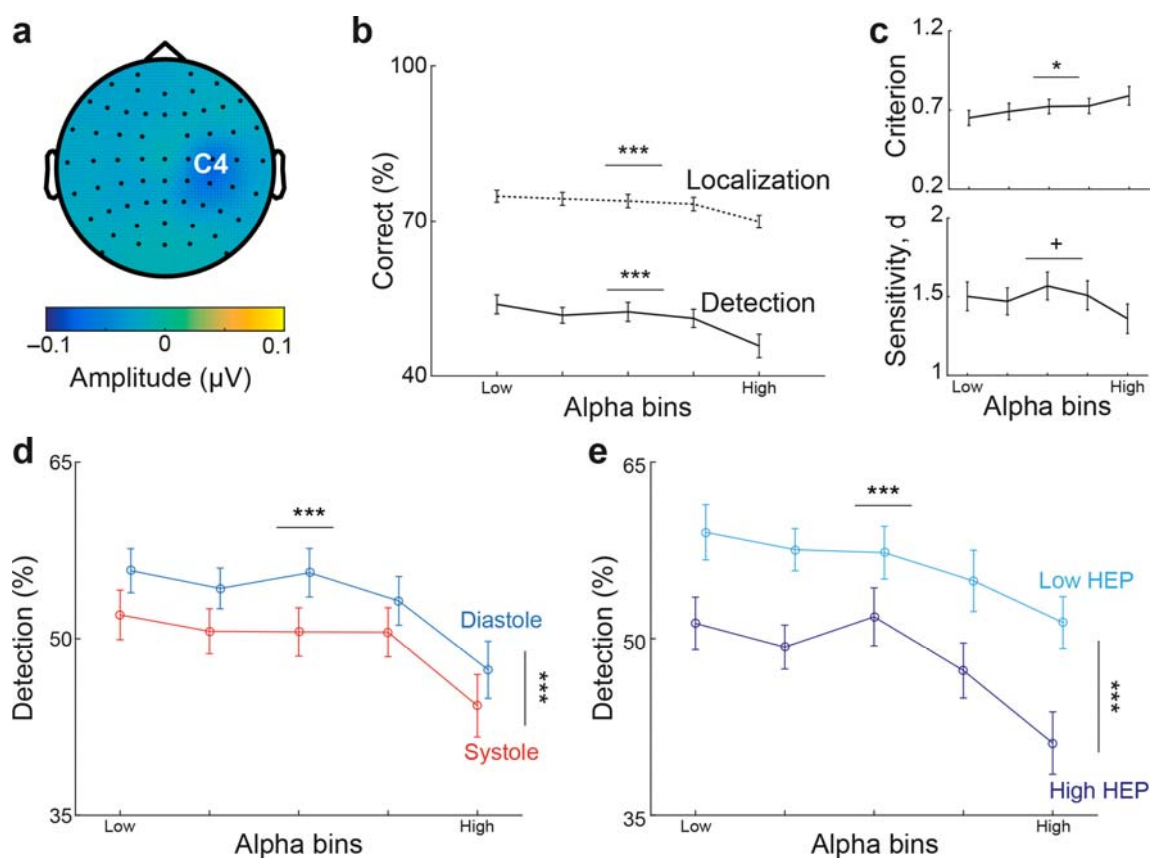 a
C4
–0.1 0 0.1
Amplitude (µV)
b
100
70
40
Correct (%)
***
Localization
***
Detection
Low High
Alpha bins
c
1.2
0.7
0.2
Criterion
*
2
1.5
1
Sensitivity, d
+
Low High
Alpha bins
d
65
50
35
Detection (%)
***
Diastole
***
Systole
Low High
Alpha bins
e
65
50
35
Detection (%)
***
Low HEP
***
High HEP
Low High
Alpha bins